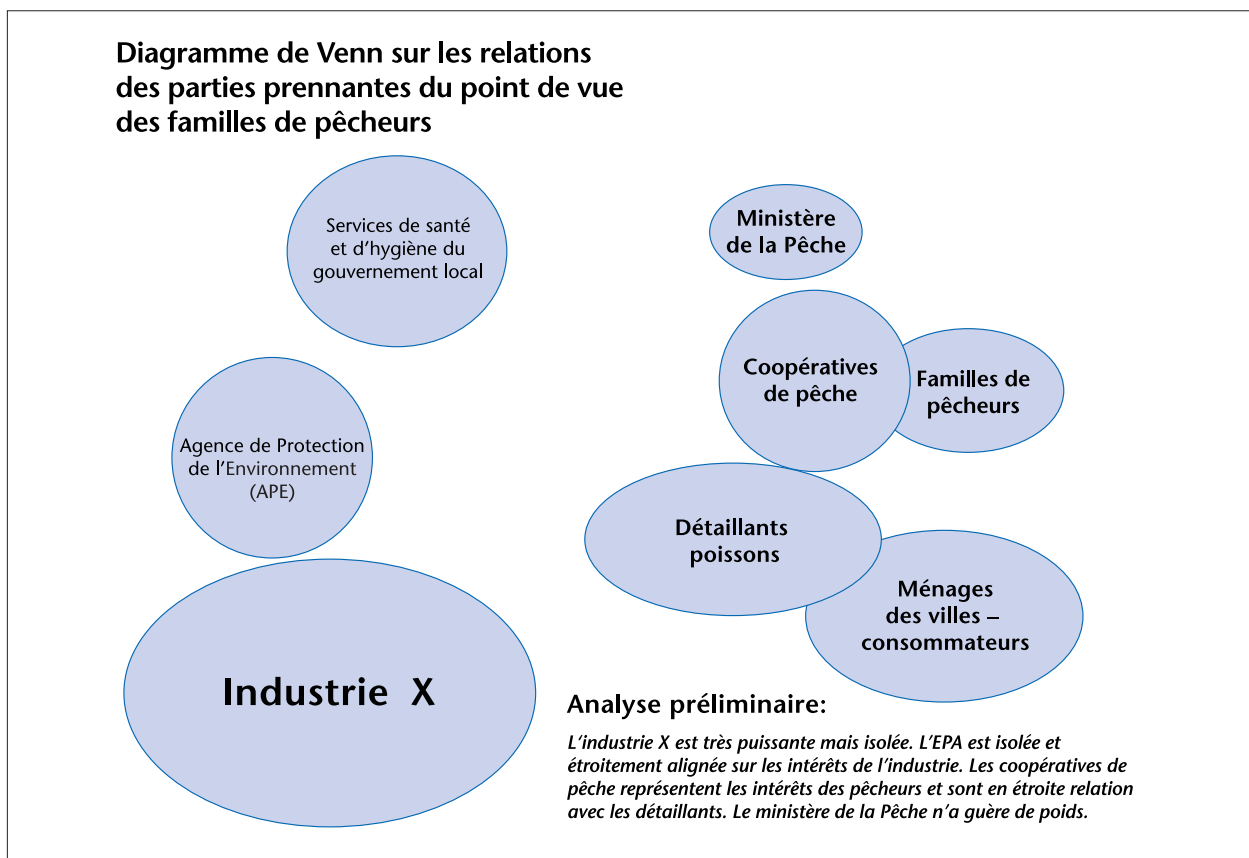 Diagramme de Venn sur les relations
des parties prennantes du point de vue
des familles de pêcheurs
Services de santé
et d'hygiène du
gouvernement local
Ministère
de la Pêche
Coopératives
de pêche
Familles de
pêcheurs
Agence de Protection
de l'Environnement
(APE)
Détaillants
poissons
Ménages
des villes –
consommateurs
Industrie X
Analyse préliminaire:
L'industrie X est très puissante mais isolée. L'EPA est isolée et
étroitement alignée sur les intérêts de l'industrie. Les coopératives de
pêche représentent les intérêts des pêcheurs et sont en étroite relation
avec les détaillants. Le ministère de la Pêche n'a guère de poids.